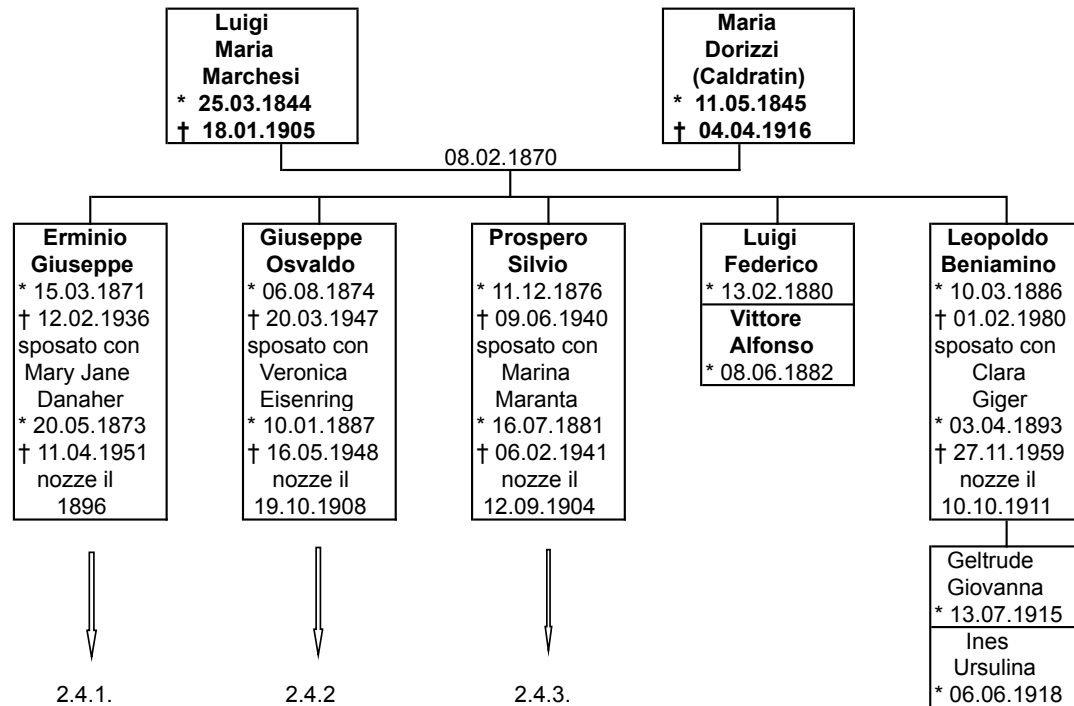 Luigi
Maria
Marchesi
* 25.03.1844
† 18.01.1905
Maria
Dorizzi
(Caldratin)
* 11.05.1845
† 04.04.1916
08.02.1870
Erminio
Giuseppe
* 15.03.1871
† 12.02.1936
sposato con
Mary Jane
Danaher
* 20.05.1873
† 11.04.1951
nozze il
1896
Giuseppe
Osvaldo
* 06.08.1874
† 20.03.1947
sposato con
Veronica
Eisenring
* 10.01.1887
† 16.05.1948
nozze il
19.10.1908
Prospero
Silvio
* 11.12.1876
† 09.06.1940
sposato con
Marina
Maranta
* 16.07.1881
† 06.02.1941
nozze il
12.09.1904
Luigi
Federico
* 13.02.1880
Vittore
Alfonso
* 08.06.1882
Leopoldo
Beniamino
* 10.03.1886
† 01.02.1980
sposato con
Clara
Giger
* 03.04.1893
† 27.11.1959
nozze il
10.10.1911
Geltrude
Giovanna
* 13.07.1915
Ines
Ursulina
* 06.06.1918
2.4.1.
2.4.2
2.4.3.